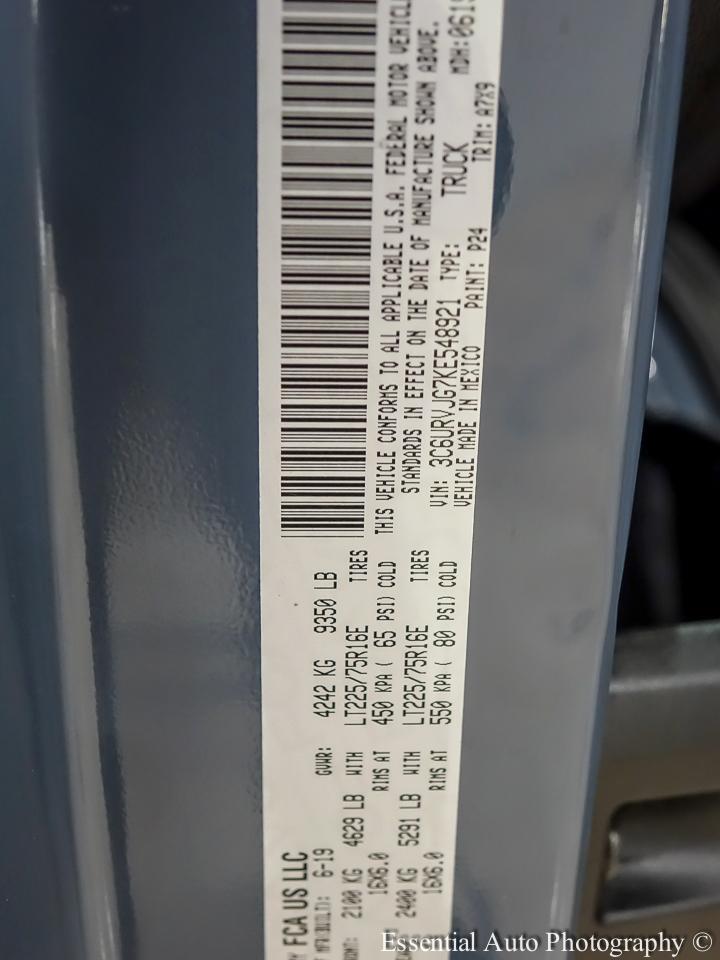 FCA US LLC
6-19 GVWR: 4242 KG 9350 LB
2100 KG 4629 LB WITH LT225/75R16E TIRES
16X6.0 RIMS AT 450 KPA ( 65 PSI) COLD
2400 KG 5291 LB WITH LT225/75R16E TIRES
16X6.0 RIMS AT 550 KPA ( 80 PSI) COLD
THIS VEHICLE CONFORMS TO ALL APPLICABLE U.S.A. FEDERAL MOTOR VEHICLE
STANDARDS IN EFFECT ON THE DATE OF MANUFACTURE SHOWN ABOVE.
VIN: 3C6URVJG7KE548921 TYPE: TRUCK MDH: 0619
VEHICLE MADE IN MEXICO PAINT: P24 TRIM: A7X9
Essential Auto Photography ©